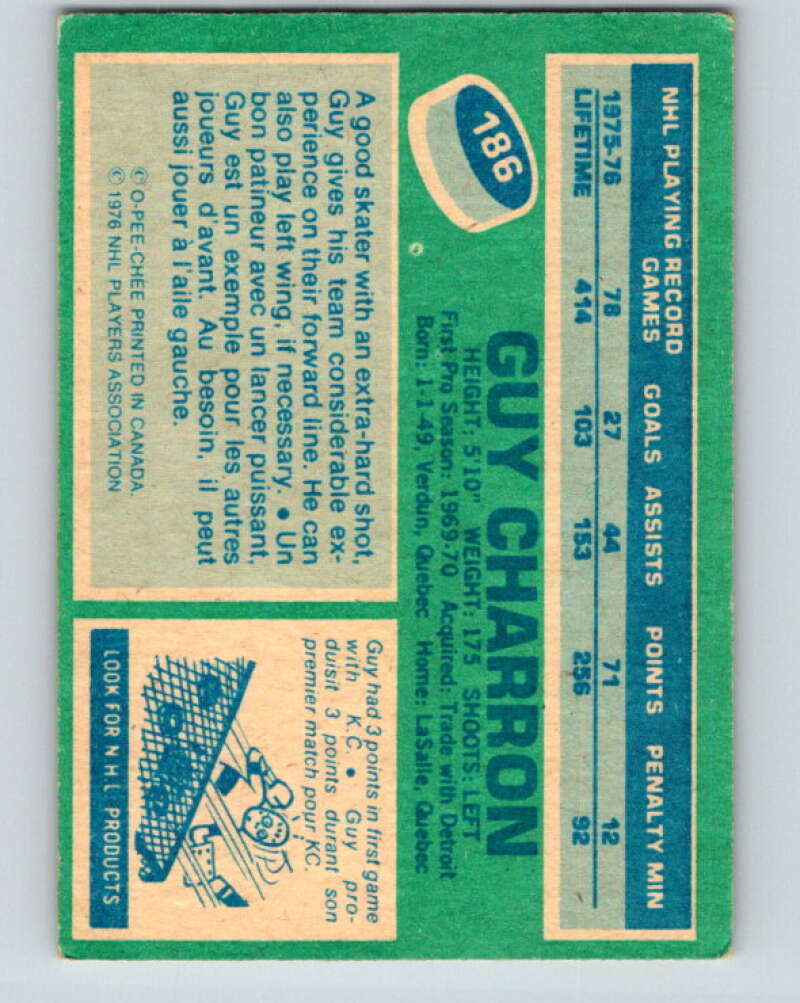 NHL PLAYING RECORD
GAMES GOALS ASSISTS POINTS PENALTY MIN
1975-76 78 27 44 71 12
LIFETIME 414 103 153 256 92
186
GUY CHARRON
HEIGHT: 5'10" WEIGHT: 175 SHOOTS: LEFT
First Pro Season: 1969-70 Acquired: Trade with Detroit
Born: 1-1-49, Verdun, Quebec Home: LaSalle, Quebec
A good skater with an extra-hard shot,
Guy gives his team considerable ex-
perience on their forward line. He can
also play left wing, if necessary. ● Un
bon patineur avec un lancer puissant,
Guy est un exemple pour les autres
joueurs d'avant. Au besoin, il peut
aussi jouer à l'aile gauche.
© O-PEE-CHEE PRINTED IN CANADA.
© 1976 NHL PLAYERS ASSOCIATION
Guy had 3 points in first game
with K.C. ● Guy pro-
duisit 3 points durant son
premier match pour KC.
LOOK FOR N H L PRODUCTS